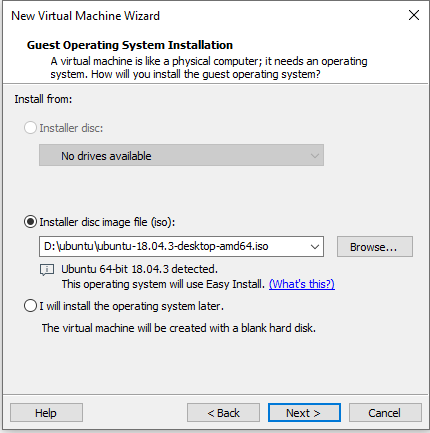 New Virtual Machine Wizard
Guest Operating System Installation
A virtual machine is like a physical computer; it needs an operating
system. How will you install the guest operating system?
Install from:
Installer disc:
No drives available
Installer disc image file (iso):
D:\ubuntu\ubuntu-18.04.3-desktop-amd64.iso
Browse...
Ubuntu 64-bit 18.04.3 detected.
This operating system will use Easy Install. (What's this?)
I will install the operating system later.
The virtual machine will be created with a blank hard disk.
Help
< Back
Next >
Cancel